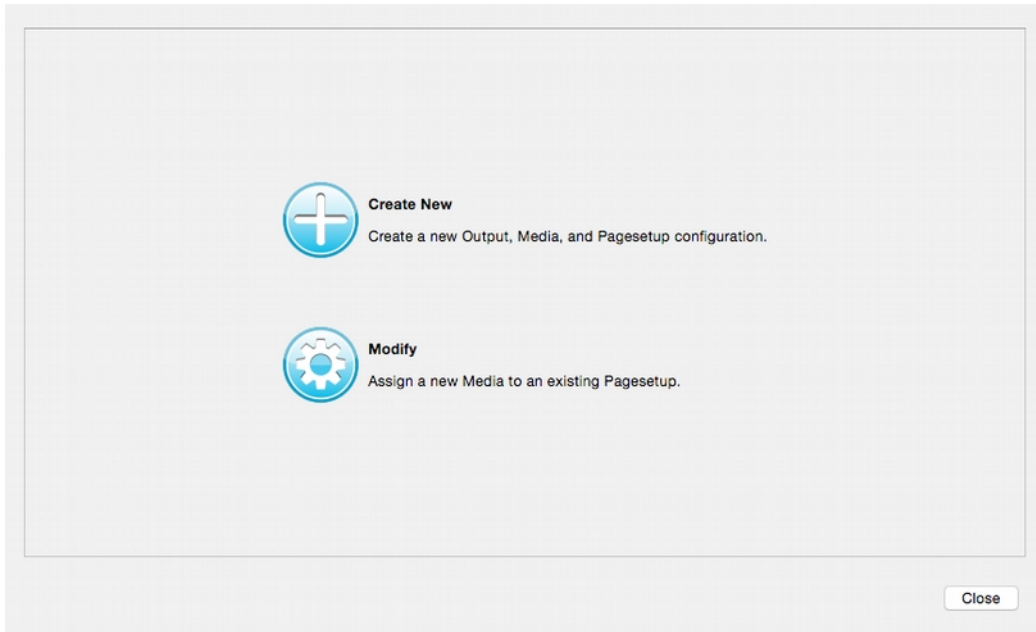 Create New
Create a new Output, Media, and Pagesetup configuration.
Modify
Assign a new Media to an existing Pagesetup.
Close